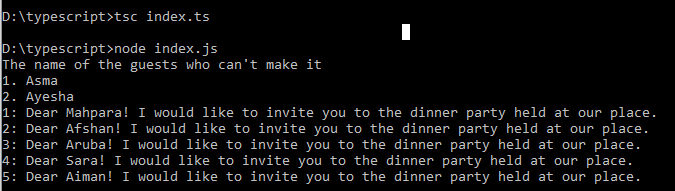 D:\typescript>tsc index.ts
D:\typescript>node index.js
The name of the guests who can't make it
1. Asma
2. Ayesha
1: Dear Mahpara! I would like to invite you to the dinner party held at our place.
2: Dear Afshan! I would like to invite you to the dinner party held at our place.
3: Dear Aruba! I would like to invite you to the dinner party held at our place.
4: Dear Sara! I would like to invite you to the dinner party held at our place.
5: Dear Aiman! I would like to invite you to the dinner party held at our place.